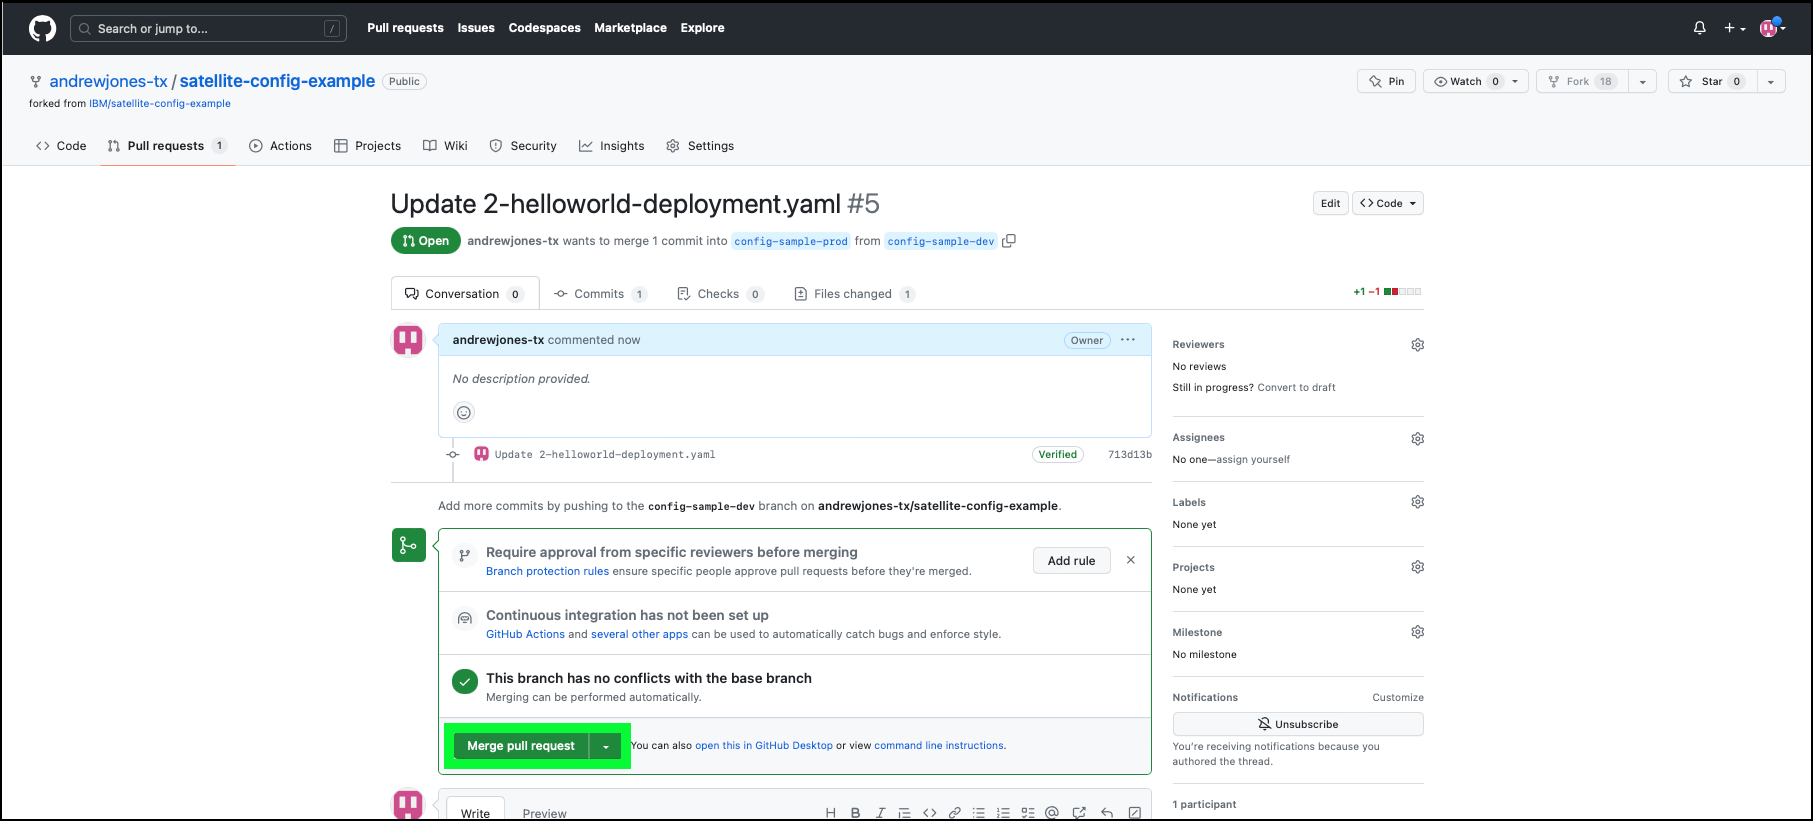 Search or jump to... /
Pull requests Issues Codespaces Marketplace Explore
andrewjones-tx / satellite-config-example Public
forked from IBM/satellite-config-example
Pin Watch 0 Fork 18 Star 0
Code Pull requests 1 Actions Projects Wiki Security Insights Settings
Update 2-helloworld-deployment.yaml #5
Edit <> Code
Open andrewjones-tx wants to merge 1 commit into config-sample-prod from config-sample-dev
Conversation 0 Commits 1 Checks 0 Files changed 1
+1 −1
andrewjones-tx commented now Owner ...
No description provided.
Update 2-helloworld-deployment.yaml Verified 713d13b
Add more commits by pushing to the config-sample-dev branch on andrewjones-tx/satellite-config-example.
Require approval from specific reviewers before merging
Branch protection rules ensure specific people approve pull requests before they're merged.
Add rule
Continuous integration has not been set up
GitHub Actions and several other apps can be used to automatically catch bugs and enforce style.
This branch has no conflicts with the base branch
Merging can be performed automatically.
Merge pull request You can also open this in GitHub Desktop or view command line instructions.
Write Preview
Reviewers
No reviews
Still in progress? Convert to draft
Assignees
No one—assign yourself
Labels
None yet
Projects
None yet
Milestone
No milestone
Notifications Customize
Unsubscribe
You're receiving notifications because you
authored the thread.
1 participant